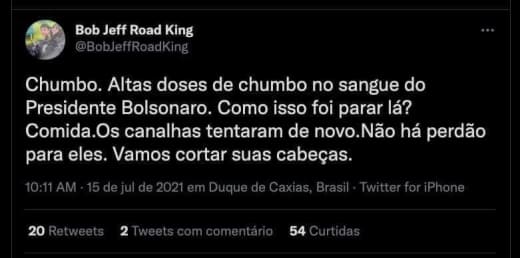 Bob Jeff Road King
@BobJeffRoadKing
Chumbo. Altas doses de chumbo no sangue do
Presidente Bolsonaro. Como isso foi parar lá?
Comida.Os canalhas tentaram de novo.Não há perdão
para eles. Vamos cortar suas cabeças.
10:11 AM · 15 de jul de 2021 em Duque de Caxias, Brasil · Twitter for iPhone
20 Retweets 2 Tweets com comentário 54 Curtidas